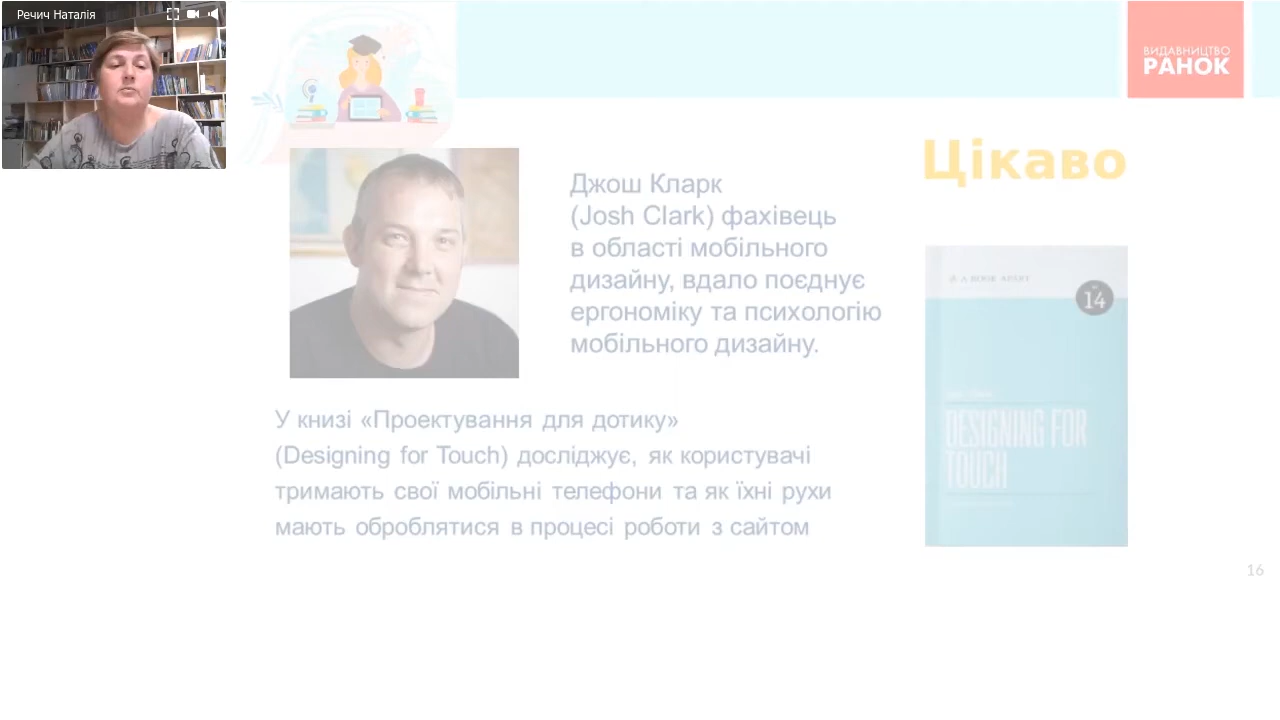 Речич Наталія
ВИДАВНИЦТВО
РАНОК
Цікаво
Джош Кларк
(Josh Clark) фахівець
в області мобільного
дизайну, вдало поєднує
ергономіку та психологію
мобільного дизайну.
14
DESIGNING FOR
TOUCH
У книзі «Проектування для дотику»
(Designing for Touch) досліджує, як користувачі
тримають свої мобільні телефони та як їхні рухи
мають оброблятися в процесі роботи з сайтом
16